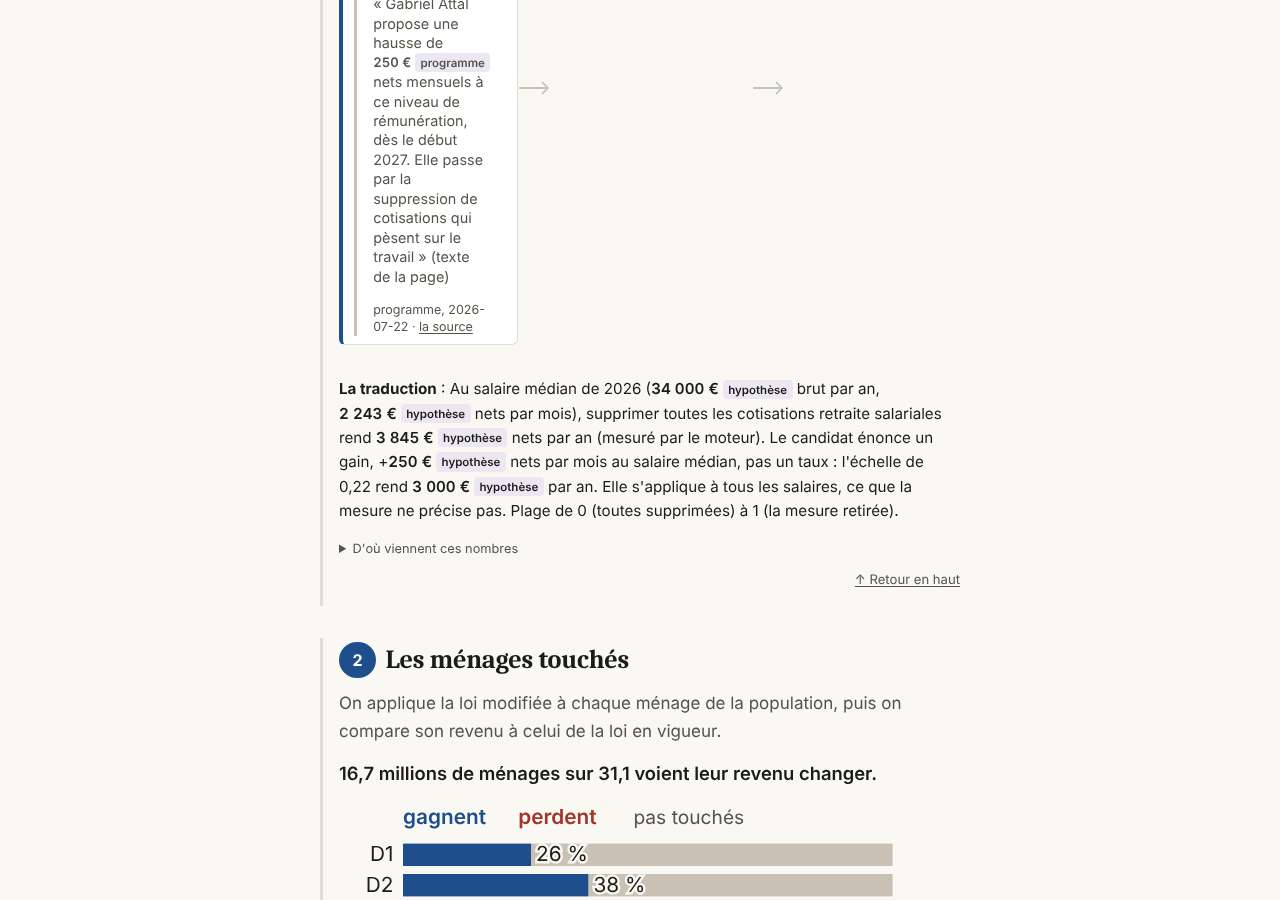 « Gabriel Attal
propose une
hausse de
250 € programme
nets mensuels à
ce niveau de
rémunération,
dès le début
2027. Elle passe
par la
suppression de
cotisations qui
pèsent sur le
travail » (texte
de la page)
programme, 2026-
07-22 · la source
La traduction : Au salaire médian de 2026 (34 000 € hypothèse brut par an,
2 243 € hypothèse nets par mois), supprimer toutes les cotisations retraite salariales
rend 3 845 € hypothèse nets par an (mesuré par le moteur). Le candidat énonce un
gain, +250 € hypothèse nets par mois au salaire médian, pas un taux : l'échelle de
0,22 rend 3 000 € hypothèse par an. Elle s'applique à tous les salaires, ce que la
mesure ne précise pas. Plage de 0 (toutes supprimées) à 1 (la mesure retirée).
D'où viennent ces nombres
↑ Retour en haut
2 Les ménages touchés
On applique la loi modifiée à chaque ménage de la population, puis on
compare son revenu à celui de la loi en vigueur.
16,7 millions de ménages sur 31,1 voient leur revenu changer.
gagnent perdent pas touchés
D1 26 %
D2 38 %